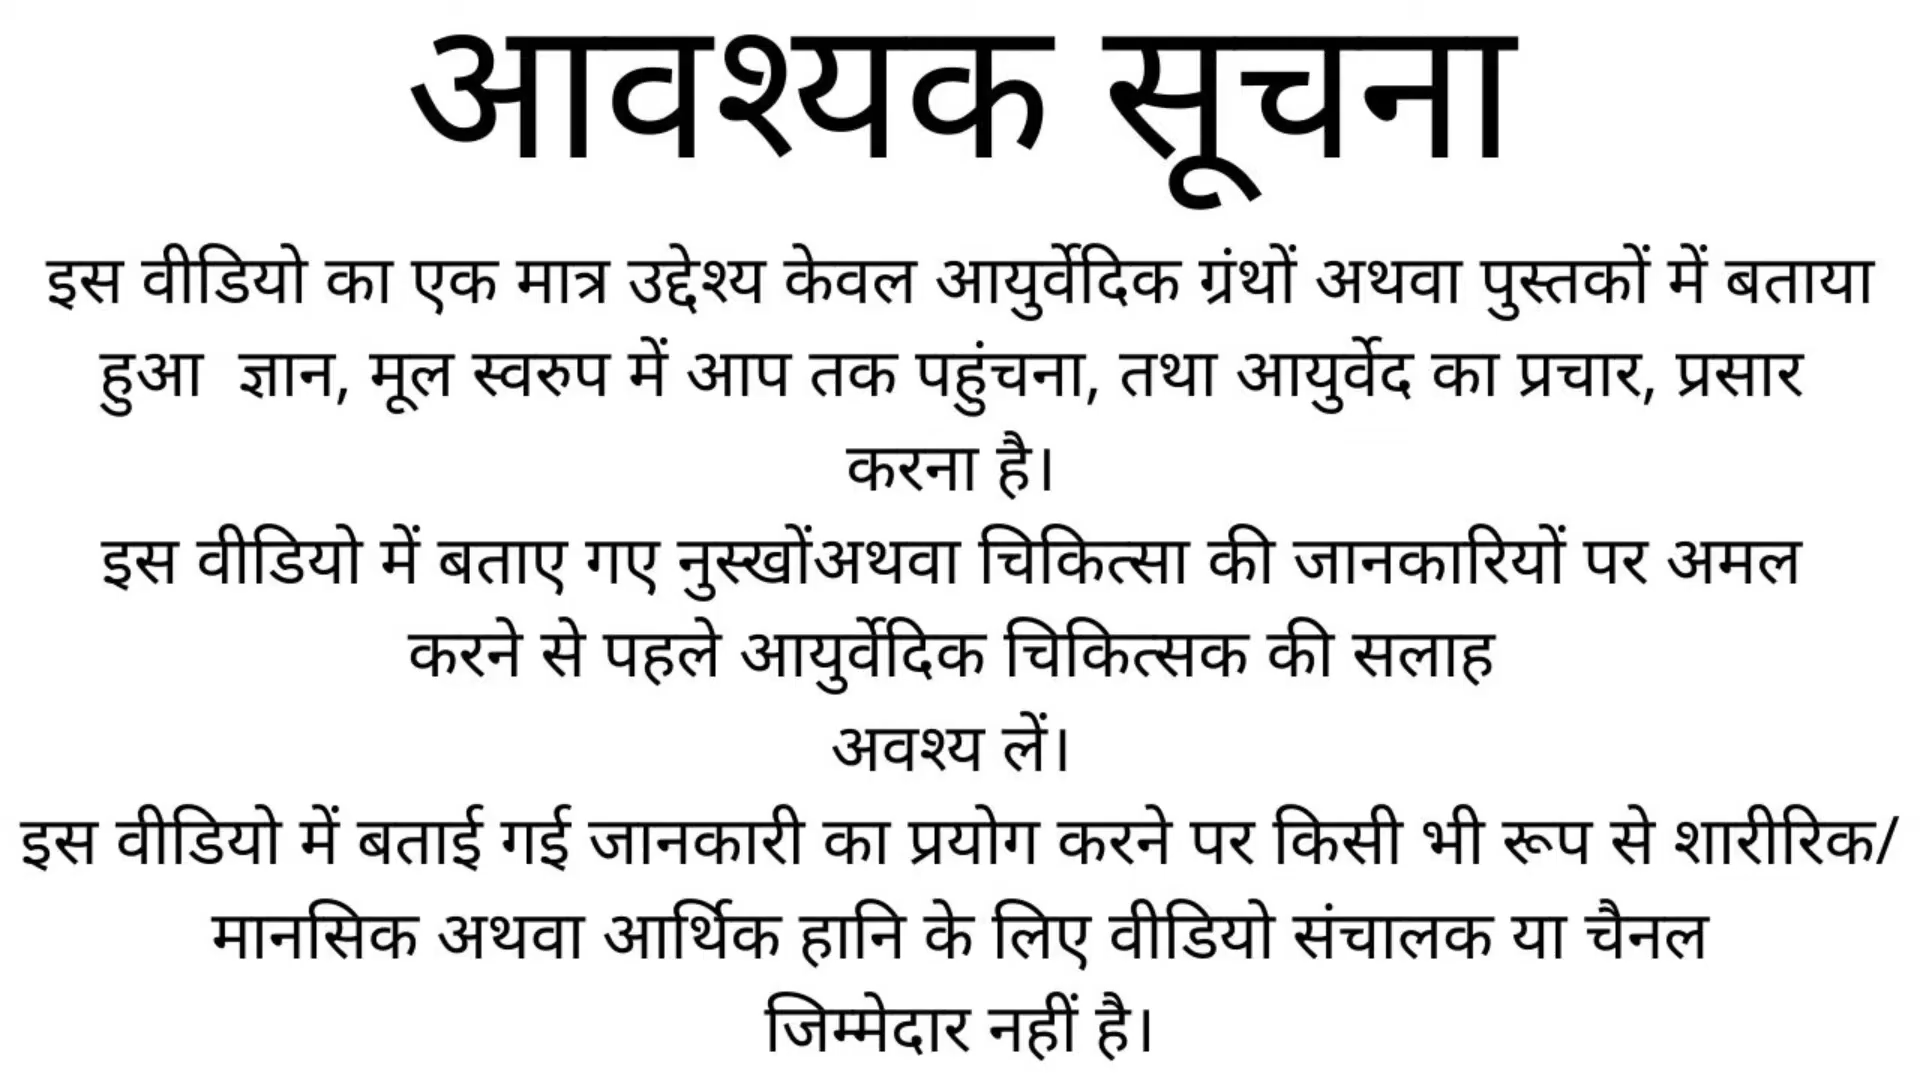 आवश्यक सूचना
इस वीडियो का एक मात्र उद्देश्य केवल आयुर्वेदिक ग्रंथों अथवा पुस्तकों में बताया
हुआ  ज्ञान, मूल स्वरुप में आप तक पहुंचना, तथा आयुर्वेद का प्रचार, प्रसार
करना है।
इस वीडियो में बताए गए नुस्खोंअथवा चिकित्सा की जानकारियों पर अमल
करने से पहले आयुर्वेदिक चिकित्सक की सलाह
अवश्य लें।
इस वीडियो में बताई गई जानकारी का प्रयोग करने पर किसी भी रूप से शारीरिक/
मानसिक अथवा आर्थिक हानि के लिए वीडियो संचालक या चैनल
जिम्मेदार नहीं है।